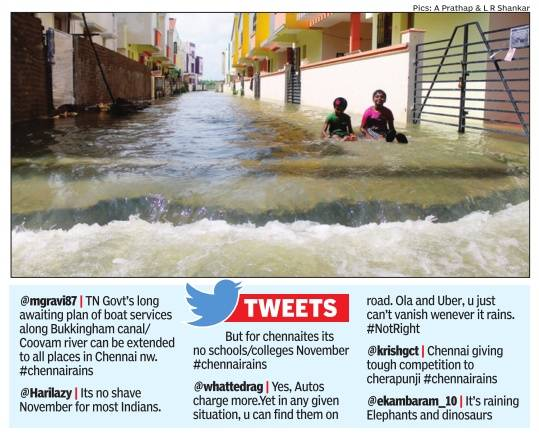 Pics: A Prathap & L R Shankar
@mgravi87 | TN Govt's long
awaiting plan of boat services
along Bukkingham canal/
Coovam river can be extended
to all places in Chennai nw.
#chennairains
@Harilazy | Its no shave
November for most Indians.
TWEETS
But for chennaites its
no schools/colleges November
#chennairains
@whattedrag | Yes, Autos
charge more.Yet in any given
situation, u can find them on
road. Ola and Uber, u just
can't vanish wenever it rains.
#NotRight
@krishgct | Chennai giving
tough competition to
cherapunji #chennairains
@ekambaram_10 | It's raining
Elephants and dinosaurs